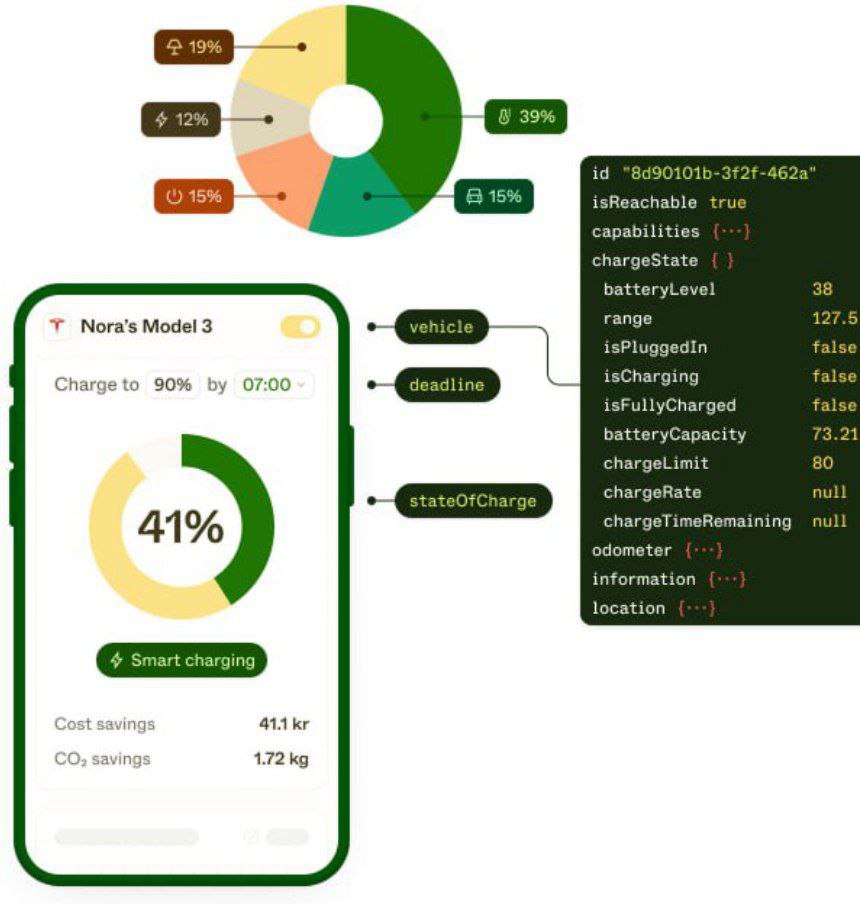 19%
12%
39%
15%
15%
Nora's Model 3
Charge to 90% by 07:00
41%
Smart charging
Cost savings 41.1 kr
CO₂ savings 1.72 kg
vehicle
deadline
stateOfCharge
id "8d90101b-3f2f-462a"
isReachable true
capabilities {···}
chargeState { }
batteryLevel 38
range 127.5
isPluggedIn false
isCharging false
isFullyCharged false
batteryCapacity 73.21
chargeLimit 80
chargeRate null
chargeTimeRemaining null
odometer {···}
information {···}
location {···}